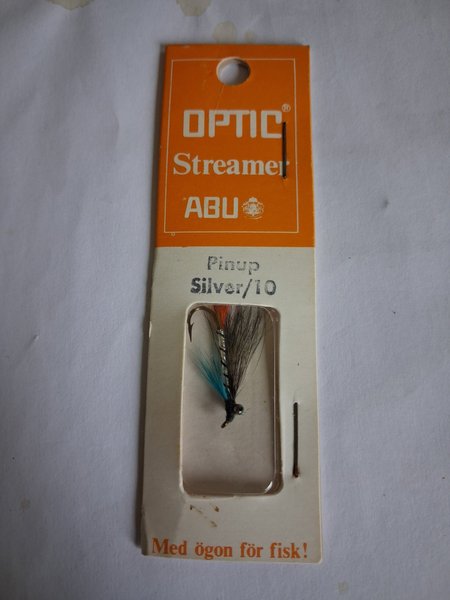 OPTIC®
Streamer
ABU
Pinup
Silver/10
Med ögon för fisk!